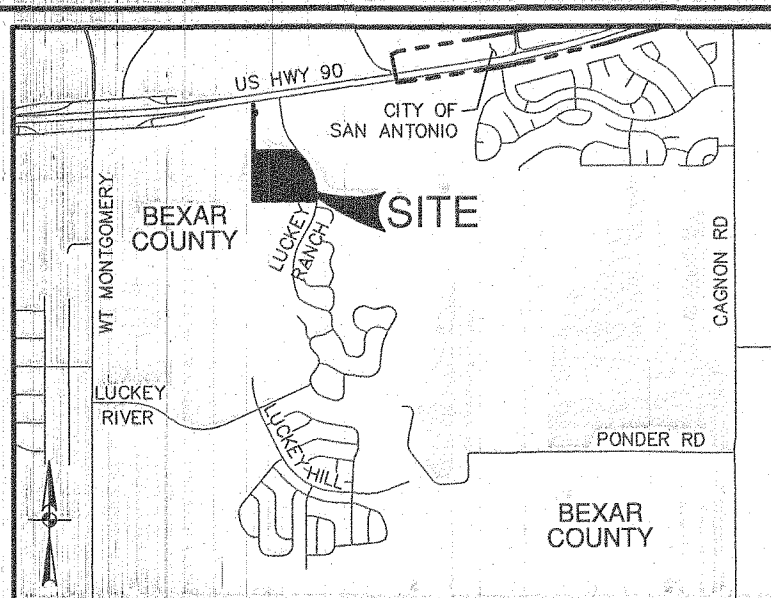 US HWY 90
CITY OF
SAN ANTONIO
WT MONTGOMERY
BEXAR
COUNTY
SITE
LUCKEY
RANCH
CAGNON RD
LUCKEY
RIVER
LUCKEY HILL
PONDER RD
BEXAR
COUNTY